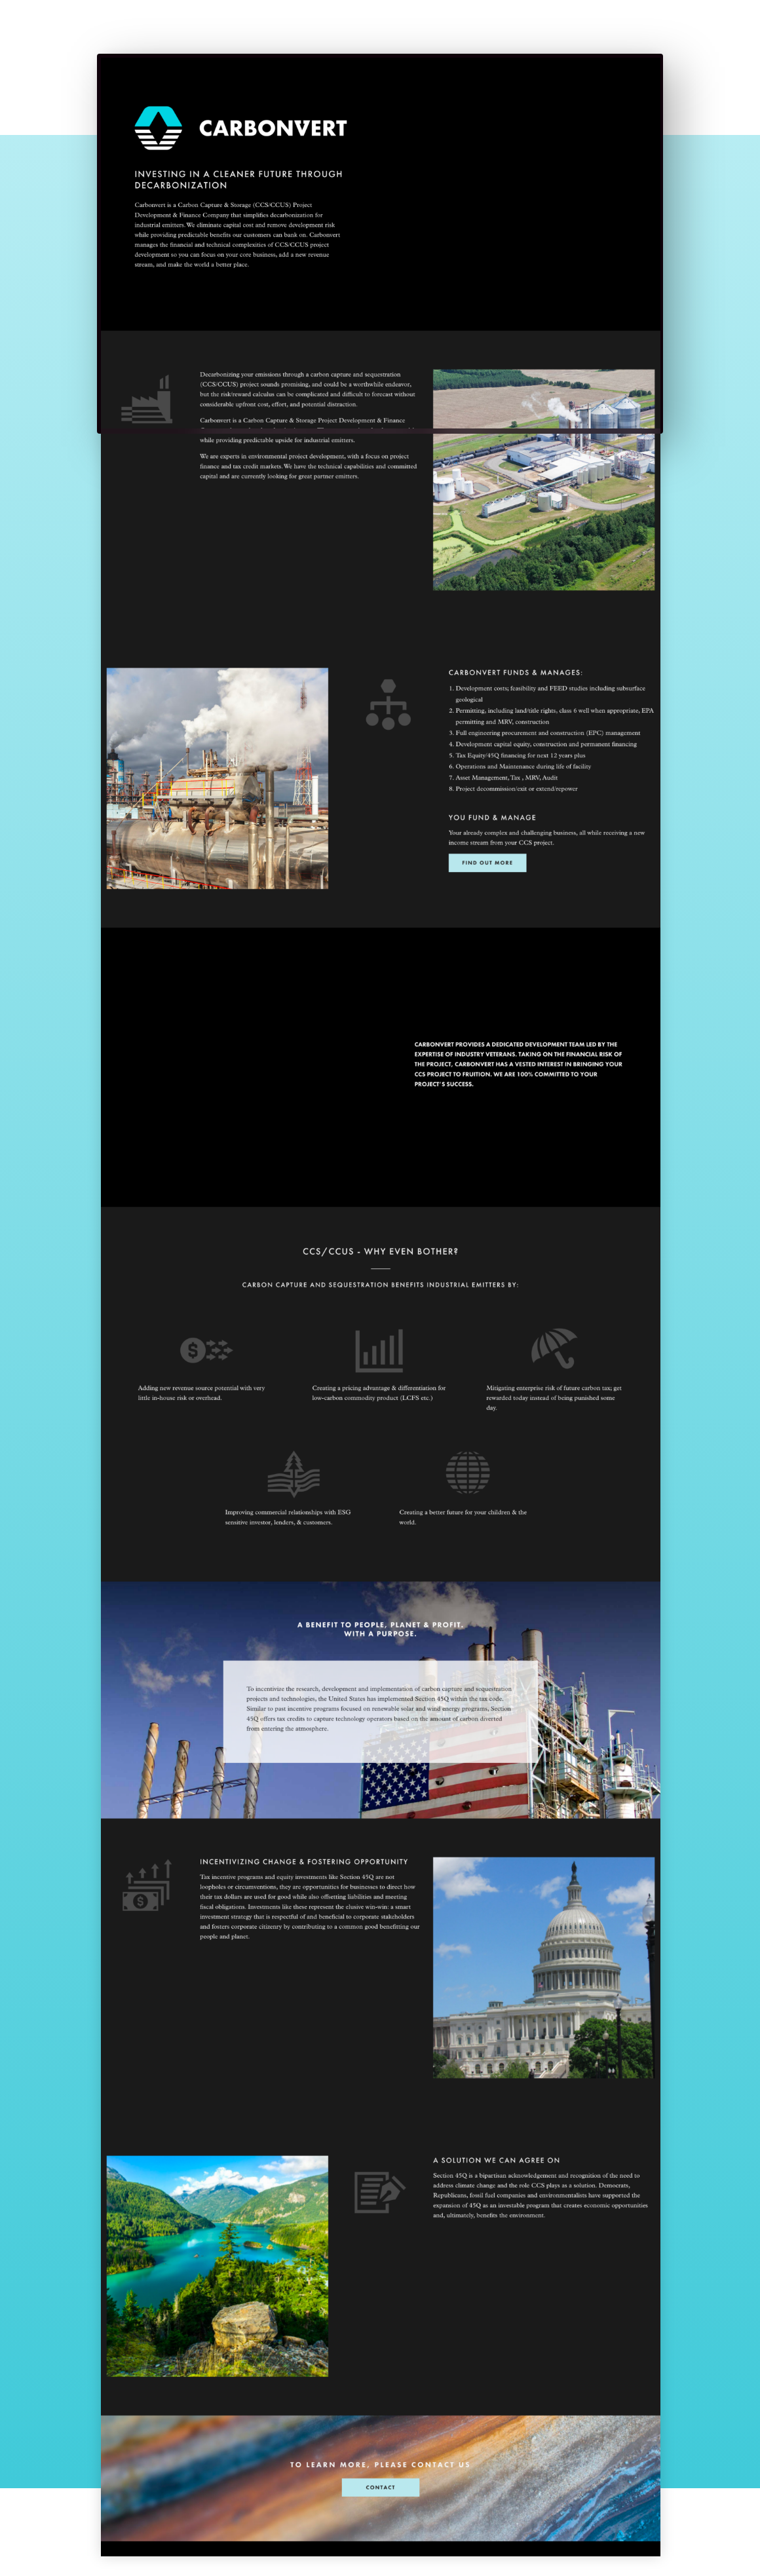 CARBONVERT
INVESTING IN A CLEANER FUTURE THROUGH
DECARBONIZATION
Carbonvert is a Carbon Capture & Storage (CCS/CCUS) Project
Development & Finance Company that simplifies decarbonization for
industrial emitters. We eliminate capital cost and remove development risk
while providing predictable benefits our customers can bank on. Carbonvert
manages the financial and technical complexities of CCS/CCUS project
development so you can focus on your core business, add a new revenue
stream, and make the world a better place.
Decarbonizing your emissions through a carbon capture and sequestration
(CCS/CCUS) project sounds promising, and could be a worthwhile endeavor,
but the risk/reward calculus can be complicated and difficult to forecast without
considerable upfront cost, effort, and potential distraction.
Carbonvert is a Carbon Capture & Storage Project Development & Finance
while providing predictable upside for industrial emitters.
We are experts in environmental project development, with a focus on project
finance and tax credit markets. We have the technical capabilities and committed
capital and are currently looking for great partner emitters.
CARBONVERT FUNDS & MANAGES:
1. Development costs; feasibility and FEED studies including subsurface
geological
2. Permitting, including land/title rights, class 6 well when appropriate, EPA
permitting and MRV, construction
3. Full engineering procurement and construction (EPC) management
4. Development capital equity, construction and permanent financing
5. Tax Equity/45Q financing for next 12 years plus
6. Operations and Maintenance during life of facility
7. Asset Management, Tax , MRV, Audit
8. Project decommission/exit or extend/repower
YOU FUND & MANAGE
Your already complex and challenging business, all while receiving a new
income stream from your CCS project.
FIND OUT MORE
CARBONVERT PROVIDES A DEDICATED DEVELOPMENT TEAM LED BY THE
EXPERTISE OF INDUSTRY VETERANS. TAKING ON THE FINANCIAL RISK OF
THE PROJECT, CARBONVERT HAS A VESTED INTEREST IN BRINGING YOUR
CCS PROJECT TO FRUITION. WE ARE 100% COMMITTED TO YOUR
PROJECT'S SUCCESS.
CCS/CCUS - WHY EVEN BOTHER?
CARBON CAPTURE AND SEQUESTRATION BENEFITS INDUSTRIAL EMITTERS BY:
Adding new revenue source potential with very
little in-house risk or overhead.
Creating a pricing advantage & differentiation for
low-carbon commodity product (LCFS etc.)
Mitigating enterprise risk of future carbon tax; get
rewarded today instead of being punished some
day.
Improving commercial relationships with ESG
sensitive investor, lenders, & customers.
Creating a better future for your children & the
world.
A BENEFIT TO PEOPLE, PLANET & PROFIT.
WITH A PURPOSE.
To incentivize the research, development and implementation of carbon capture and sequestration
projects and technologies, the United States has implemented Section 45Q within the tax code.
Similar to past incentive programs focused on renewable solar and wind energy programs, Section
45Q offers tax credits to capture technology operators based on the amount of carbon diverted
from entering the atmosphere.
INCENTIVIZING CHANGE & FOSTERING OPPORTUNITY
Tax incentive programs and equity investments like Section 45Q are not
loopholes or circumventions, they are opportunities for businesses to direct how
their tax dollars are used for good while also offsetting liabilities and meeting
fiscal obligations. Investments like these represent the elusive win-win: a smart
investment strategy that is respectful of and beneficial to corporate stakeholders
and fosters corporate citizenry by contributing to a common good benefitting our
people and planet.
A SOLUTION WE CAN AGREE ON
Section 45Q is a bipartisan acknowledgement and recognition of the need to
address climate change and the role CCS plays as a solution. Democrats,
Republicans, fossil fuel companies and environmentalists have supported the
expansion of 45Q as an investable program that creates economic opportunities
and, ultimately, benefits the environment.
TO LEARN MORE, PLEASE CONTACT US
CONTACT